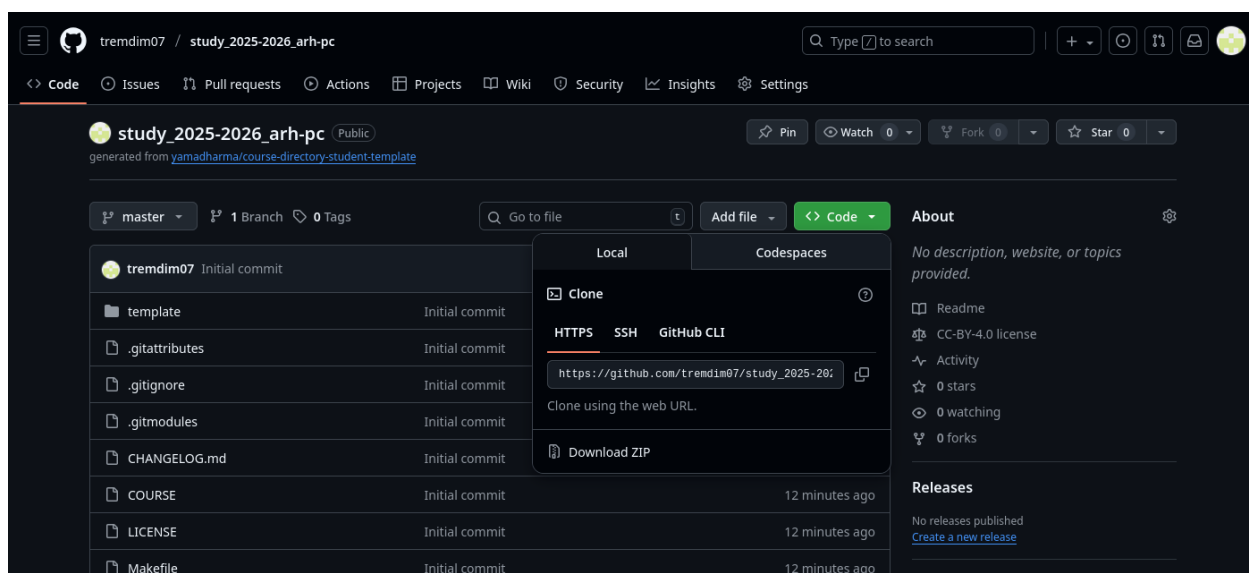 tremdim07 / study_2025-2026_arh-pc
Type / to search
Code Issues Pull requests Actions Projects Wiki Security Insights Settings
study_2025-2026_arh-pc Public
Pin Watch 0 Fork 0 Star 0
generated from yamadharma/course-directory-student-template
master 1 Branch 0 Tags
Go to file t
Add file
Code
About
Local Codespaces
Clone
HTTPS SSH GitHub CLI
https://github.com/tremdim07/study_2025-202
Clone using the web URL.
Download ZIP
tremdim07 Initial commit
template Initial commit
.gitattributes Initial commit
.gitignore Initial commit
.gitmodules Initial commit
CHANGELOG.md Initial commit
COURSE Initial commit 12 minutes ago
LICENSE Initial commit 12 minutes ago
Makefile Initial commit 12 minutes ago
No description, website, or topics
provided.
Readme
CC-BY-4.0 license
Activity
0 stars
0 watching
0 forks
Releases
No releases published
Create a new release